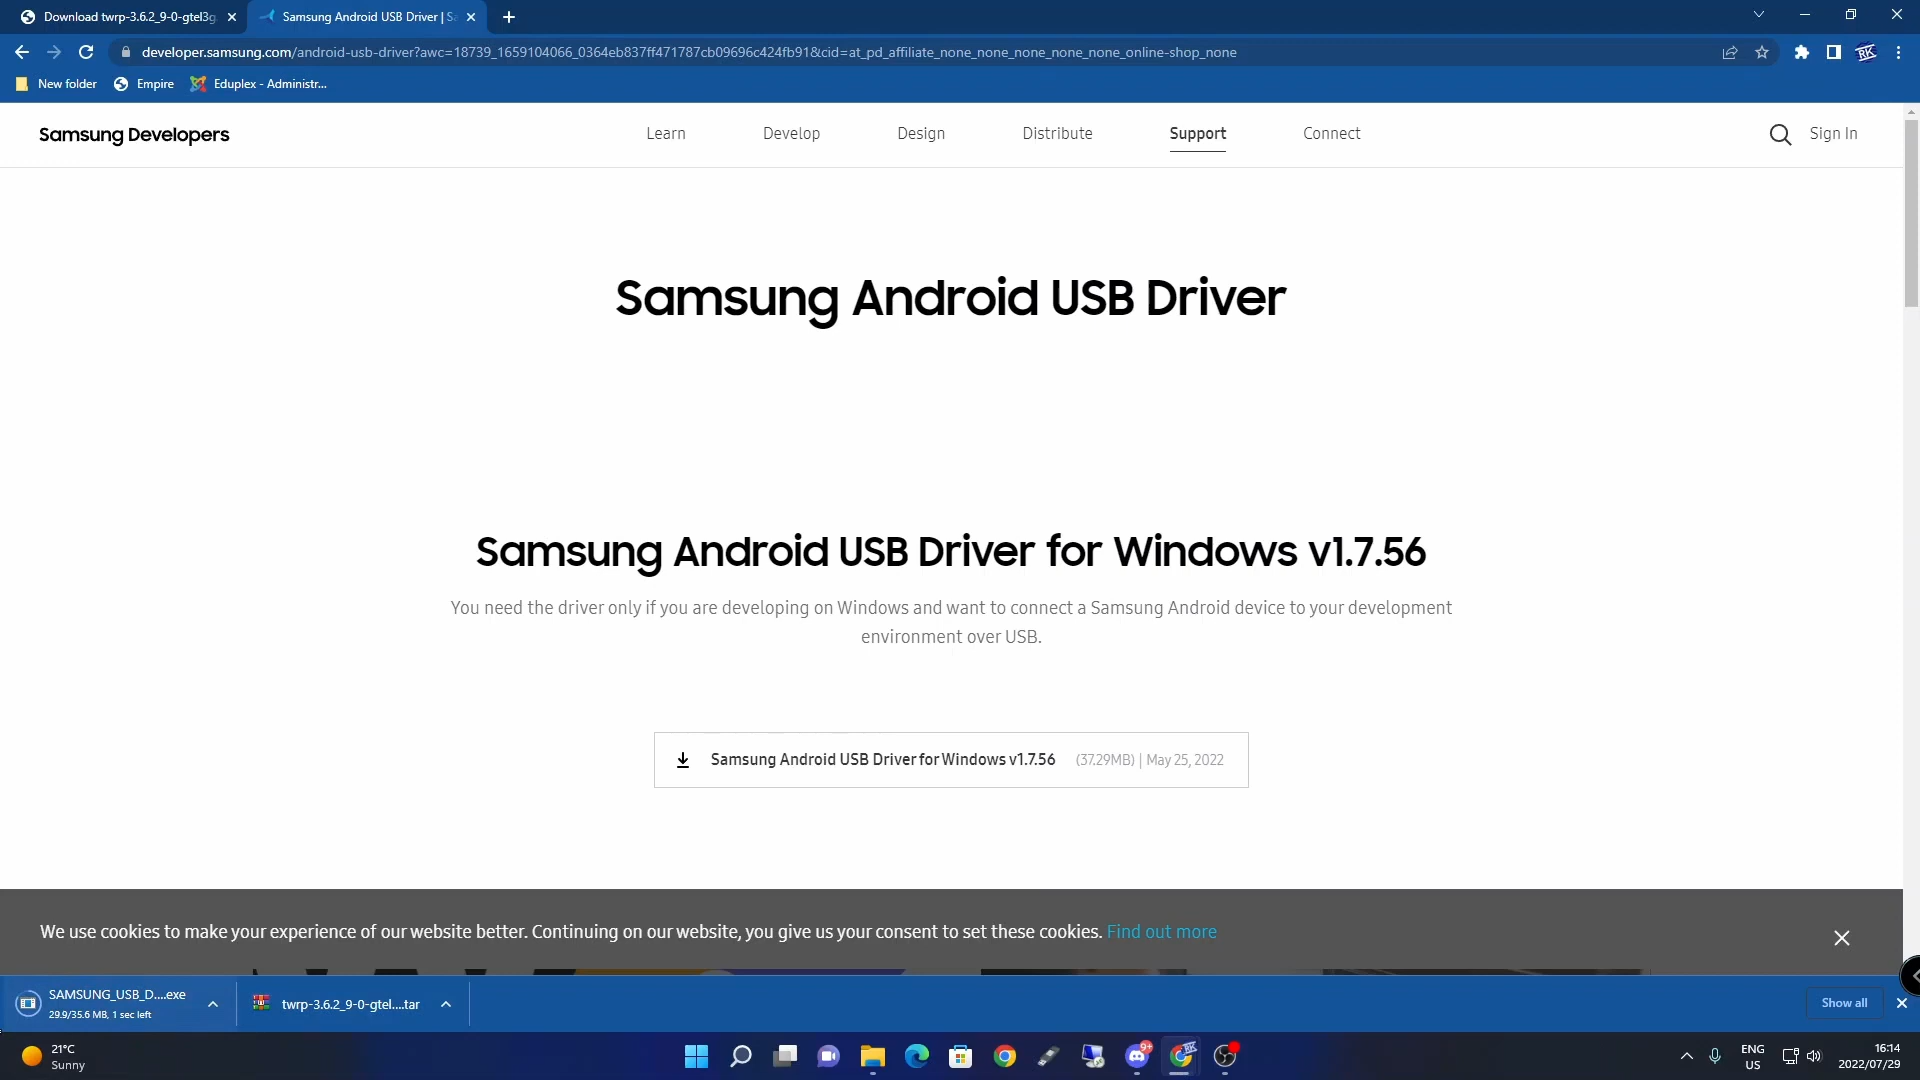 Download twrp-3.6.2_9-0-gtel3g.
Samsung Android USB Driver | Sa
developer.samsung.com/android-usb-driver?awc=18739_1659104066_0364eb837ff471787cb09696c424fb91&cid=at_pd_affiliate_none_none_none_none_none_online-shop_none
RK
New folder
Empire
Eduplex - Administr...
Samsung Developers
Learn
Develop
Design
Distribute
Support
Connect
Sign In
Samsung Android USB Driver
Samsung Android USB Driver for Windows v1.7.56
You need the driver only if you are developing on Windows and want to connect a Samsung Android device to your development
environment over USB.
Samsung Android USB Driver for Windows v1.7.56 (37.29MB) | May 25, 2022
We use cookies to make your experience of our website better. Continuing on our website, you give us your consent to set these cookies. Find out more
SAMSUNG_USB_D....exe
29.9/35.6 MB, 1 sec left
twrp-3.6.2_9-0-gtel....tar
Show all
21°C
Sunny
9+
RK
ENG
US
16:14
2022/07/29